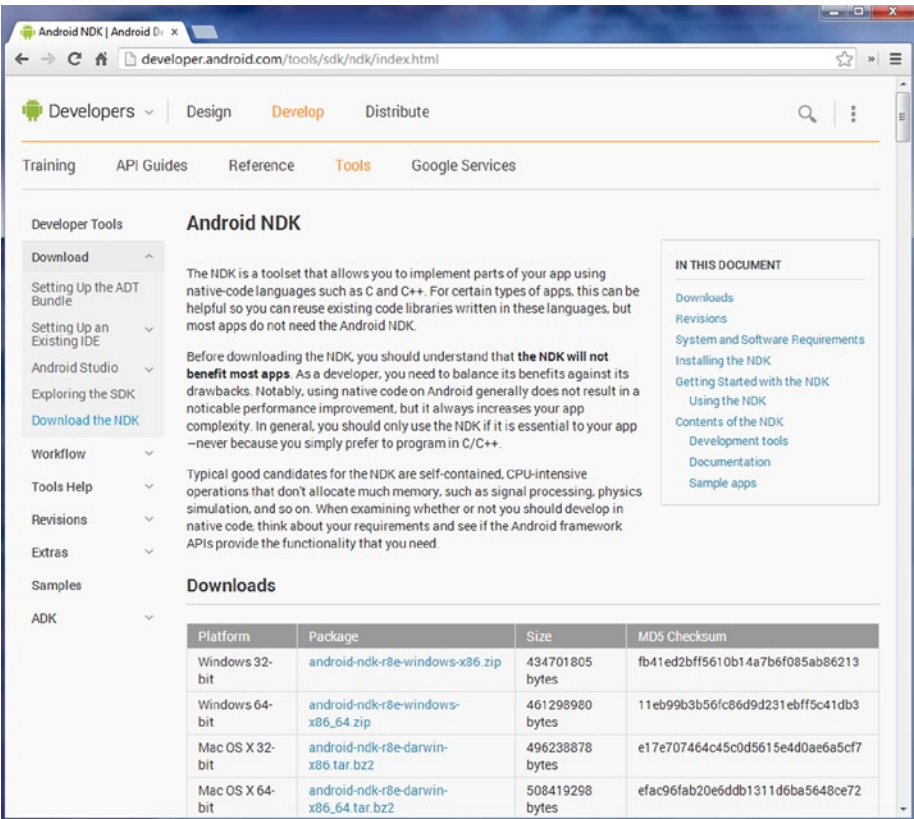 Android NDK | Android De
developer.android.com/tools/sdk/ndk/index.html
Developers
Design
Develop
Distribute
Training
API Guides
Reference
Tools
Google Services
Developer Tools
Download
Setting Up the ADT
Bundle
Setting Up an
Existing IDE
Android Studio
Exploring the SDK
Download the NDK
Workflow
Tools Help
Revisions
Extras
Samples
ADK
Android NDK
The NDK is a toolset that allows you to implement parts of your app using
native-code languages such as C and C++. For certain types of apps, this can be
helpful so you can reuse existing code libraries written in these languages, but
most apps do not need the Android NDK.
Before downloading the NDK, you should understand that the NDK will not
benefit most apps. As a developer, you need to balance its benefits against its
drawbacks. Notably, using native code on Android generally does not result in a
noticable performance improvement, but it always increases your app
complexity. In general, you should only use the NDK if it is essential to your app
—never because you simply prefer to program in C/C++.
Typical good candidates for the NDK are self-contained, CPU-intensive
operations that don't allocate much memory, such as signal processing, physics
simulation, and so on. When examining whether or not you should develop in
native code, think about your requirements and see if the Android framework
APIs provide the functionality that you need.
IN THIS DOCUMENT
Downloads
Revisions
System and Software Requirements
Installing the NDK
Getting Started with the NDK
Using the NDK
Contents of the NDK
Development tools
Documentation
Sample apps
Downloads
Platform Package Size MD5 Checksum
Windows 32- android-ndk-r8e-windows-x86.zip 434701805 fb41ed2bff5610b14a7b6f085ab86213
bit bytes
Windows 64- android-ndk-r8e-windows- 461298980 11eb99b3b56fc86d9d231ebff5c41db3
bit x86_64.zip bytes
Mac OS X 32- android-ndk-r8e-darwin- 496238878 e17e707464c45c0d5615e4d0ae6a5cf7
bit x86.tar.bz2 bytes
Mac OS X 64- android-ndk-r8e-darwin- 508419298 efac96fab20e6ddb1311d6ba5648ce72
bit x86_64.tar.bz2 bytes